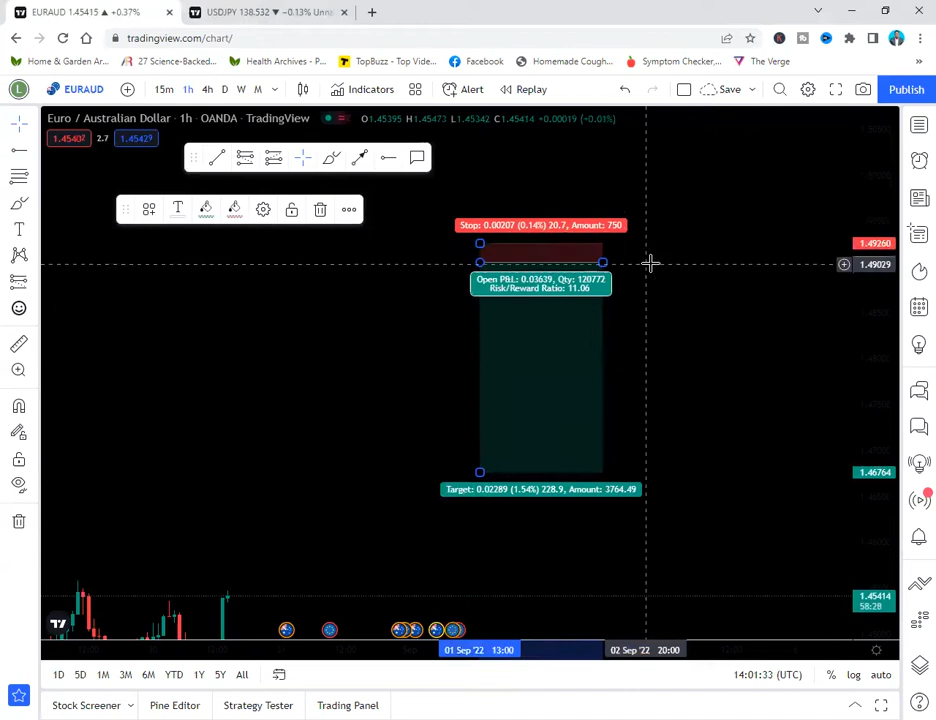 EURAUD 1.45415 ▲ +0.37%
USDJPY 138.532 ▼ −0.13% Unn
tradingview.com/chart/
Home & Garden Ar...
27 Science-Backed...
Health Archives - P...
TopBuzz - Top Vide...
Facebook
Homemade Cough...
Symptom Checker,...
The Verge
»
L
EURAUD
15m
1h
4h
D
W
M
Indicators
Alert
Replay
Save
Publish
Euro / Australian Dollar • 1h • OANDA • TradingView
O1.45395 H1.45473 L1.45342 C1.45414 +0.00019 (+0.01%)
1.45402
2.7
1.45429
Stop: 0.00207 (0.14%) 20.7, Amount: 750
1.49260
1.49029
Open P&L: 0.03639, Qty: 120772
Risk/Reward Ratio: 11.06
1.46764
Target: 0.02289 (1.54%) 228.9, Amount: 3764.49
1.45414
58:28
01 Sep '22 13:00
02 Sep '22 20:00
1D
5D
1M
3M
6M
YTD
1Y
5Y
All
14:01:33 (UTC)
%
log
auto
Stock Screener
Pine Editor
Strategy Tester
Trading Panel